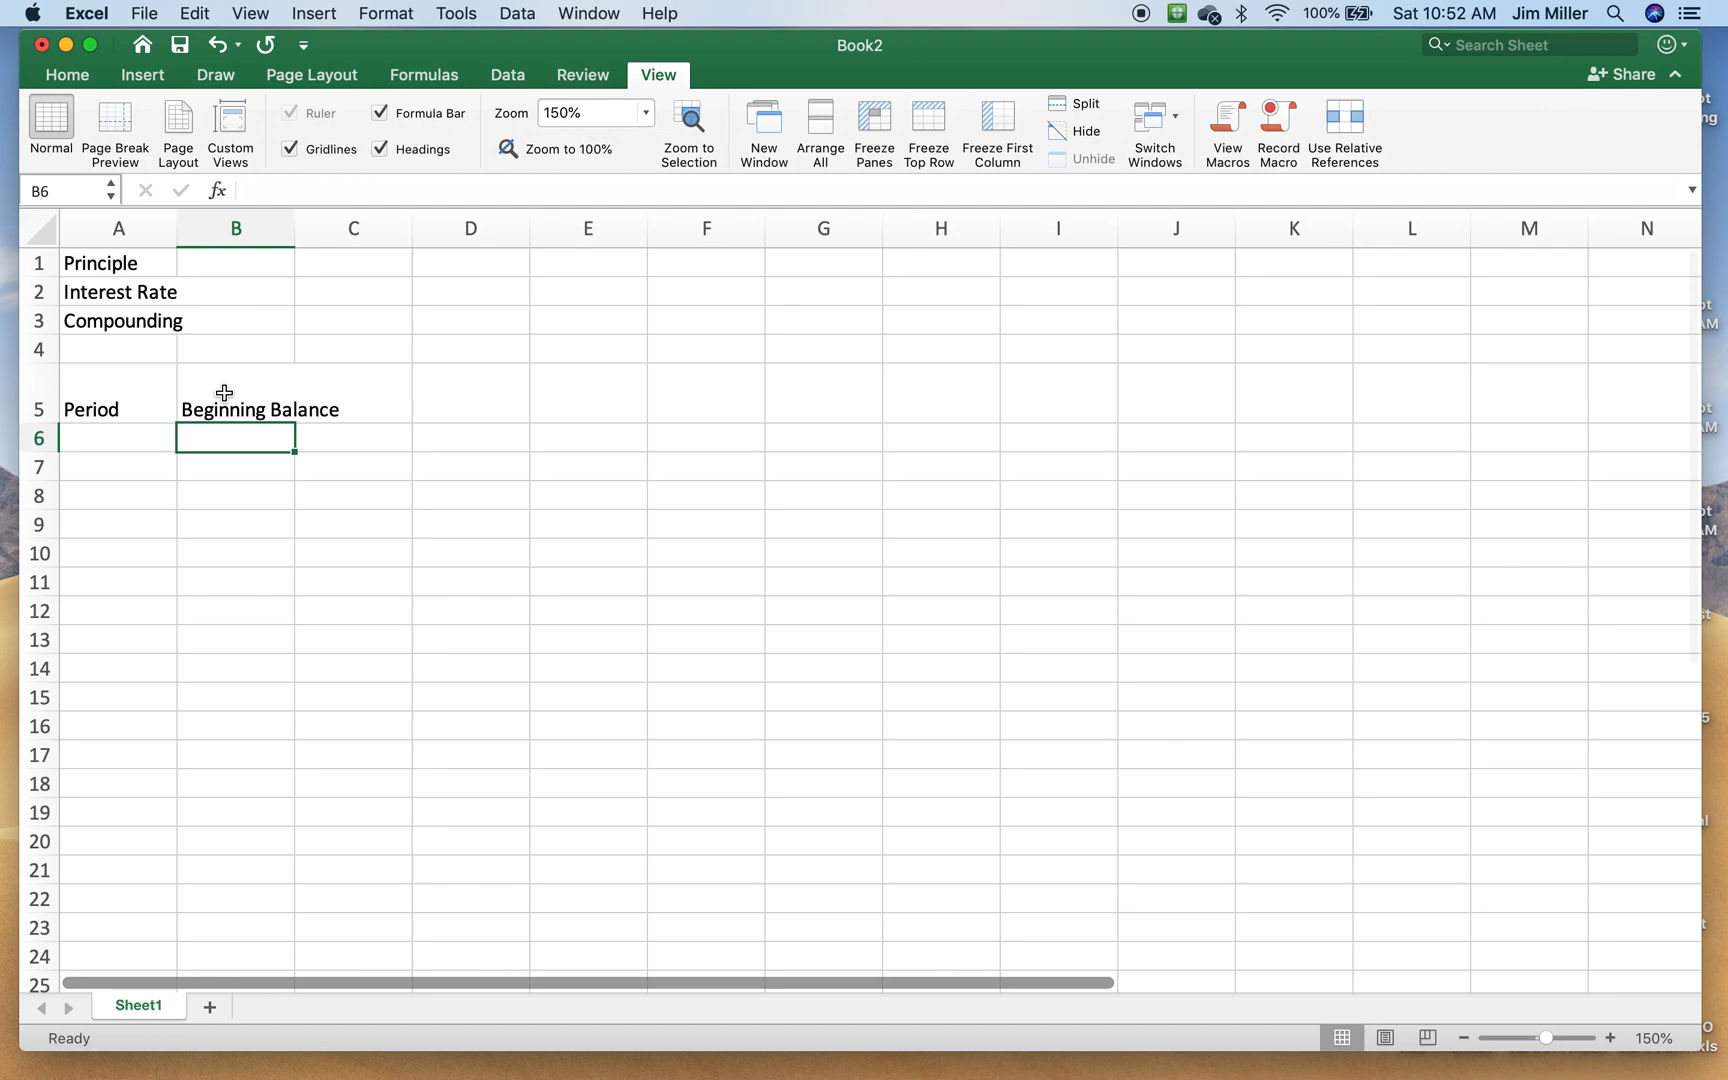 Excel File Edit View Insert Format Tools Data Window Help 100% Sat 10:52 AM Jim Miller
Book2
Search Sheet
Home Insert Draw Page Layout Formulas Data Review View Share
Normal Page Break Preview Page Layout Custom Views
Ruler Formula Bar
Gridlines Headings
Zoom 150%
Zoom to 100%
Zoom to Selection
New Window Arrange All Freeze Panes Freeze Top Row Freeze First Column
Split
Hide
Unhide
Switch Windows
View Macros Record Macro Use Relative References
B6 fx
A B C D E F G H I J K L M N
1 Principle
2 Interest Rate
3 Compounding
4
5 Period Beginning Balance
6
7
8
9
10
11
12
13
14
15
16
17
18
19
20
21
22
23
24
25
Sheet1 +
Ready 150%